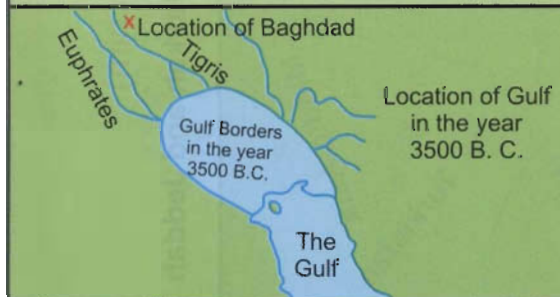 x Location of Baghdad
Euphrates
Tigris
Location of Gulf
in the year
3500 B. C.
Gulf Borders
in the year
3500 B.C.
The
Gulf